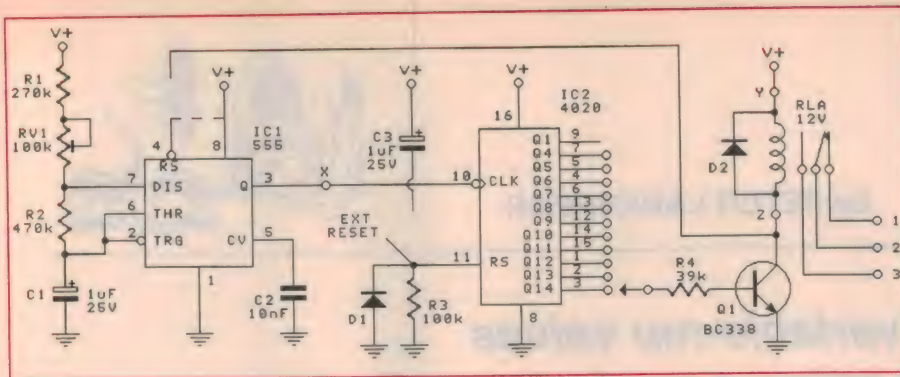 V+
R1
270k
RV1
100k
R2
470k
C1
1uF
25V
4
RS
V+
8
IC1
555
7
DIS
6
THR
2
TRG
Q
3
CV
5
1
C2
10nF
X
V+
C3
1uF
25V
EXT
RESET
D1
R3
100k
V+
16
IC2
4020
10
CLK
11
RS
8
Q1 9
Q4 7
Q5 5
Q6 4
Q7 6
Q8 13
Q9 12
Q10 14
Q11 15
Q12 1
Q13 2
Q14 3
R4
39k
Q1
BC338
V+
Y
D2
Z
RLA
12V
1
2
3